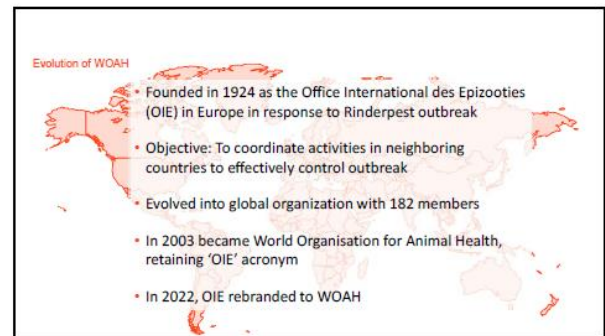 Evolution of WOAH
• Founded in 1924 as the Office International des Epizooties
(OIE) in Europe in response to Rinderpest outbreak
• Objective: To coordinate activities in neighboring
countries to effectively control outbreak
• Evolved into global organization with 182 members
• In 2003 became World Organisation for Animal Health,
retaining ‘OIE’ acronym
• In 2022, OIE rebranded to WOAH